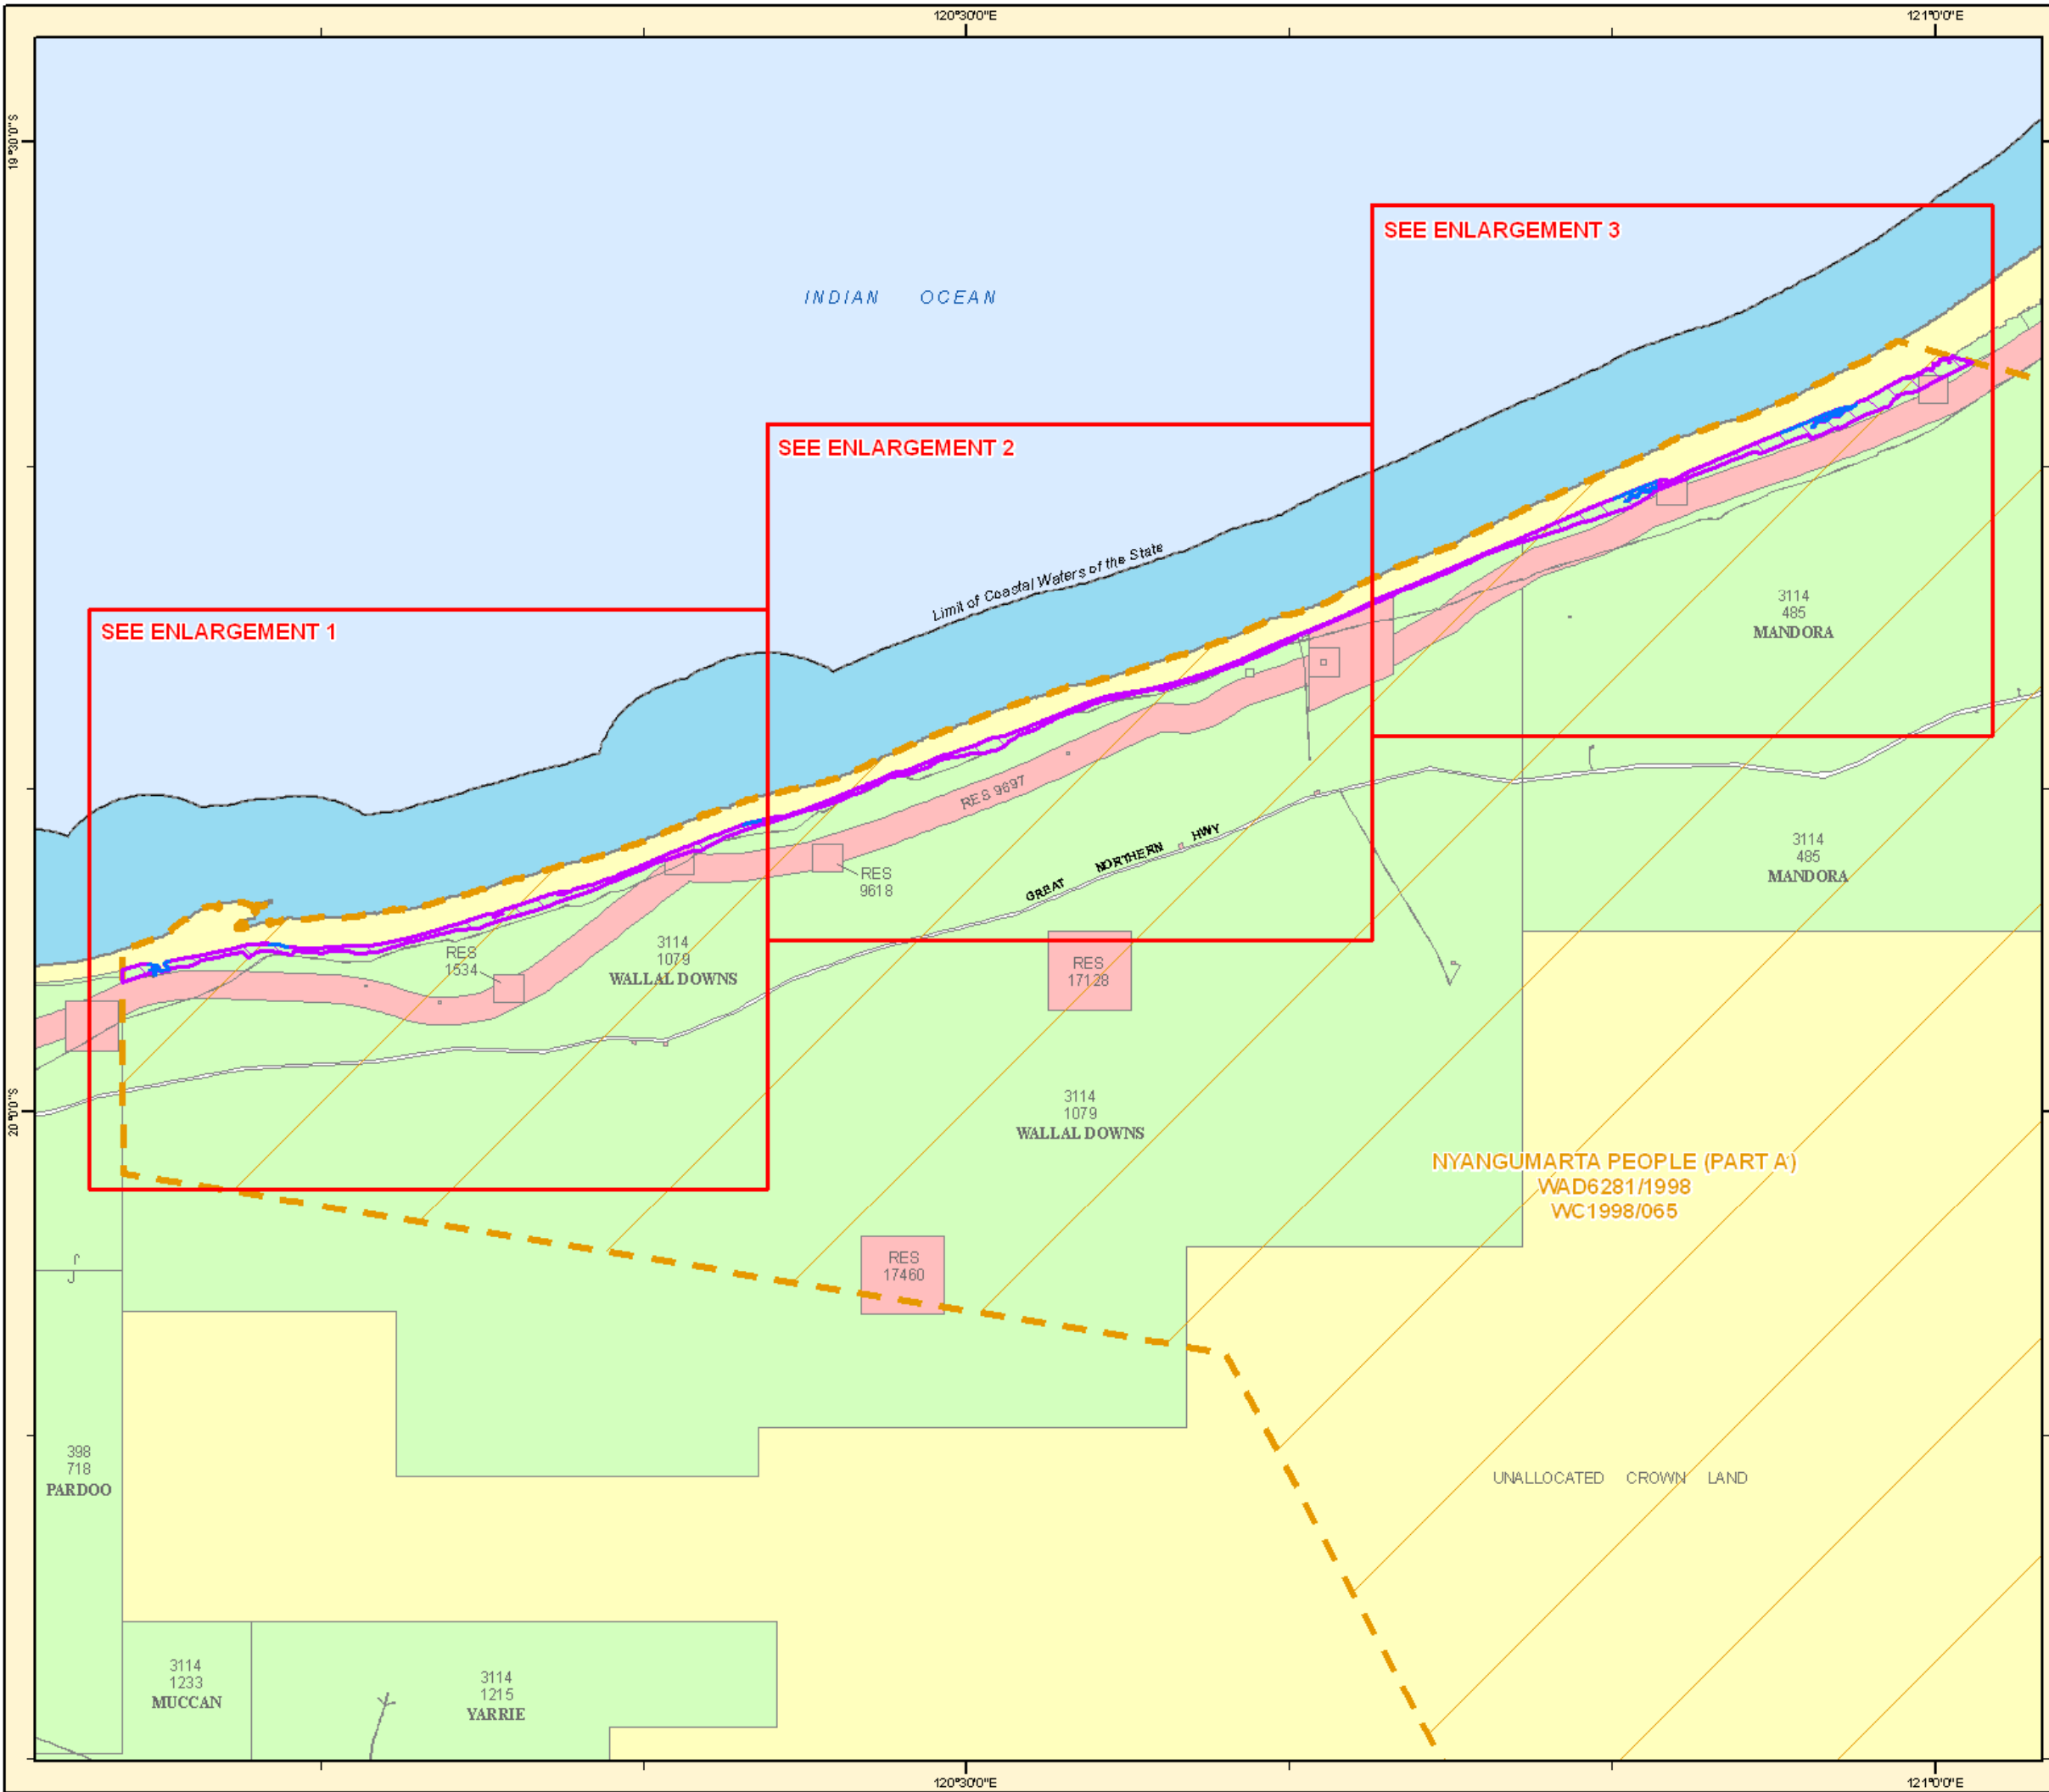 120°30'0"E
121°0'0"E
19°30'0"S
INDIAN OCEAN
SEE ENLARGEMENT 3
SEE ENLARGEMENT 2
Limit of Coastal Waters of the State
SEE ENLARGEMENT 1
3114
485
MANDORA
RES 9697
GREAT NORTHERN HWY
RES
9618
3114
485
MANDORA
RES
1534
3114
1079
WALLAL DOWNS
RES
17128
20°0'0"S
3114
1079
WALLAL DOWNS
NYANGUMARTA PEOPLE (PART A)
WAD6281/1998
WC1998/065
RES
17460
398
718
PARDOO
UNALLOCATED CROWN LAND
3114
1233
MUCCAN
3114
1215
YARRIE
120°30'0"E
121°0'0"E